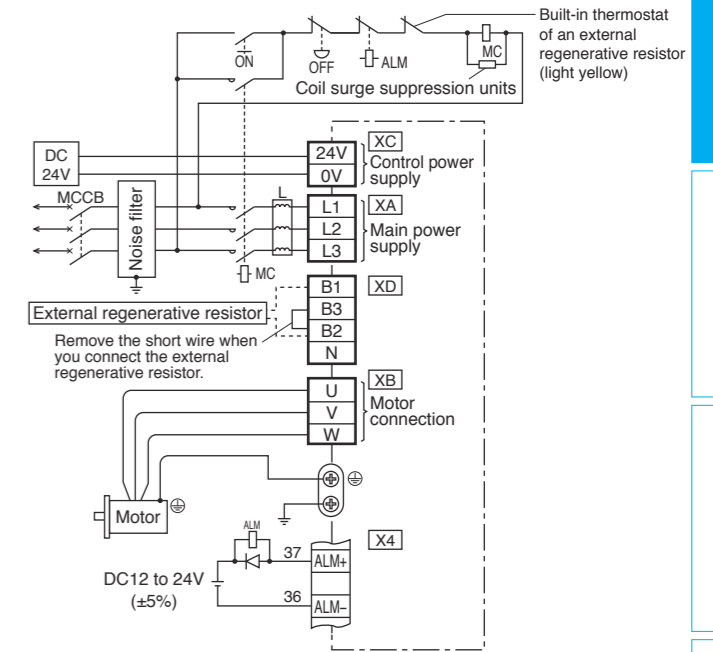 Built-in thermostat
of an external
regenerative resistor
(light yellow)
ON
OFF
ALM
MC
Coil surge suppression units
DC
24V
24V
0V
XC
Control power
supply
MCCB
Noise filter
L
L1
L2
L3
XA
Main power
supply
MC
B1
B3
B2
N
XD
External regenerative resistor
Remove the short wire when
you connect the external
regenerative resistor.
U
V
W
XB
Motor
connection
Motor
ALM
X4
DC12 to 24V
(±5%)
37
ALM+
36
ALM−